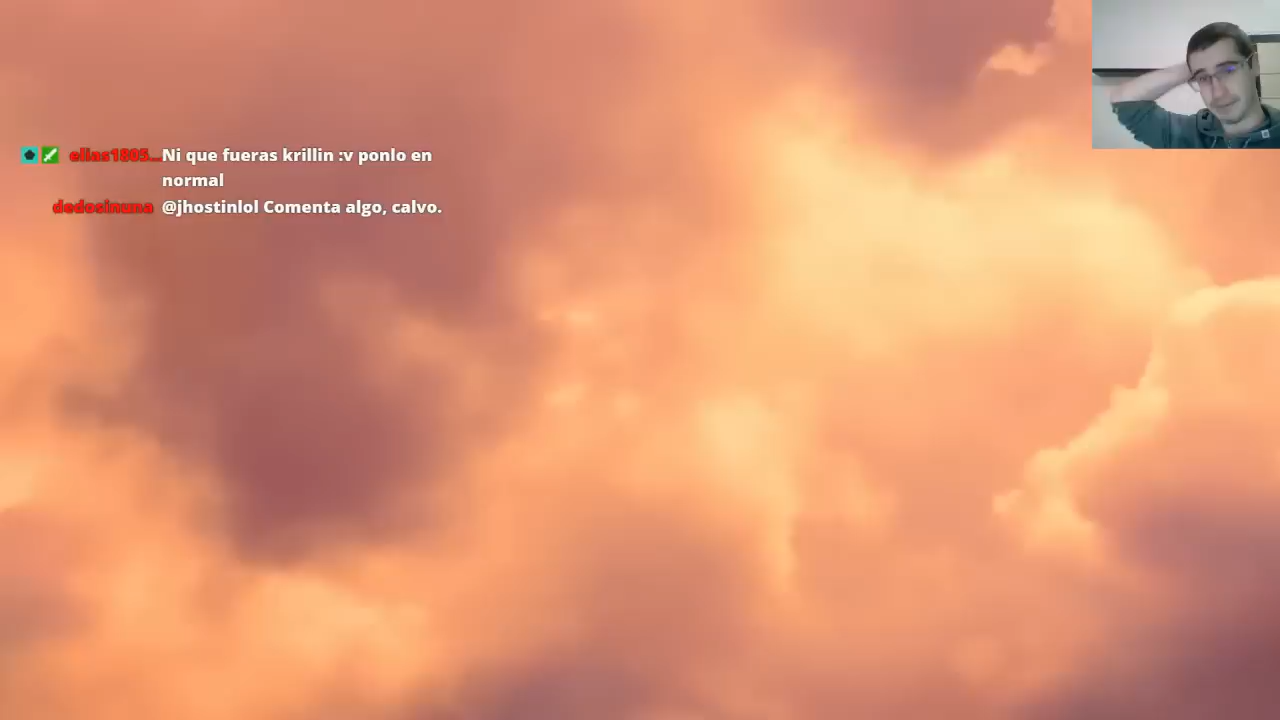 elias1805... Ni que fueras krillin :v ponlo en
normal
dedosinuna @jhostinlol Comenta algo, calvo.